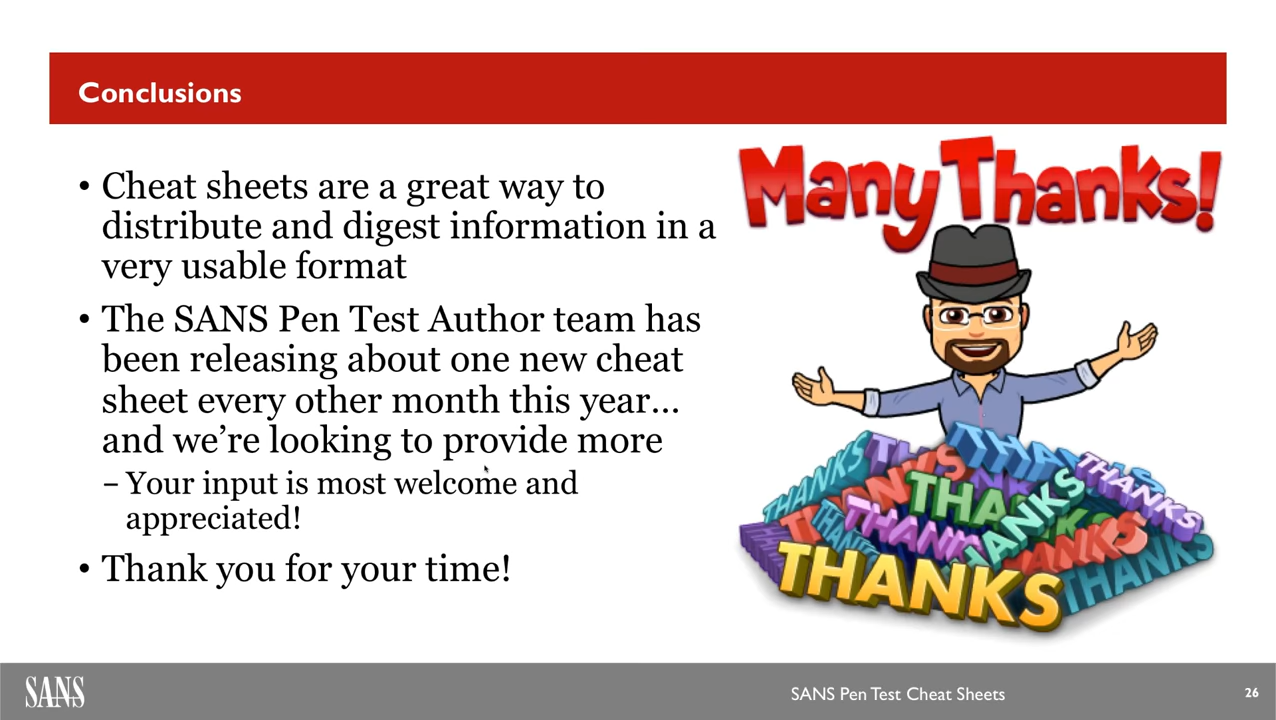 Conclusions
• Cheat sheets are a great way to
distribute and digest information in a
very usable format
• The SANS Pen Test Author team has
been releasing about one new cheat
sheet every other month this year…
and we’re looking to provide more
– Your input is most welcome and
appreciated!
• Thank you for your time!
Many Thanks!
THANKS
THANKS
THANKS
THANKS
THANKS
THANKS
SANS
SANS Pen Test Cheat Sheets
26